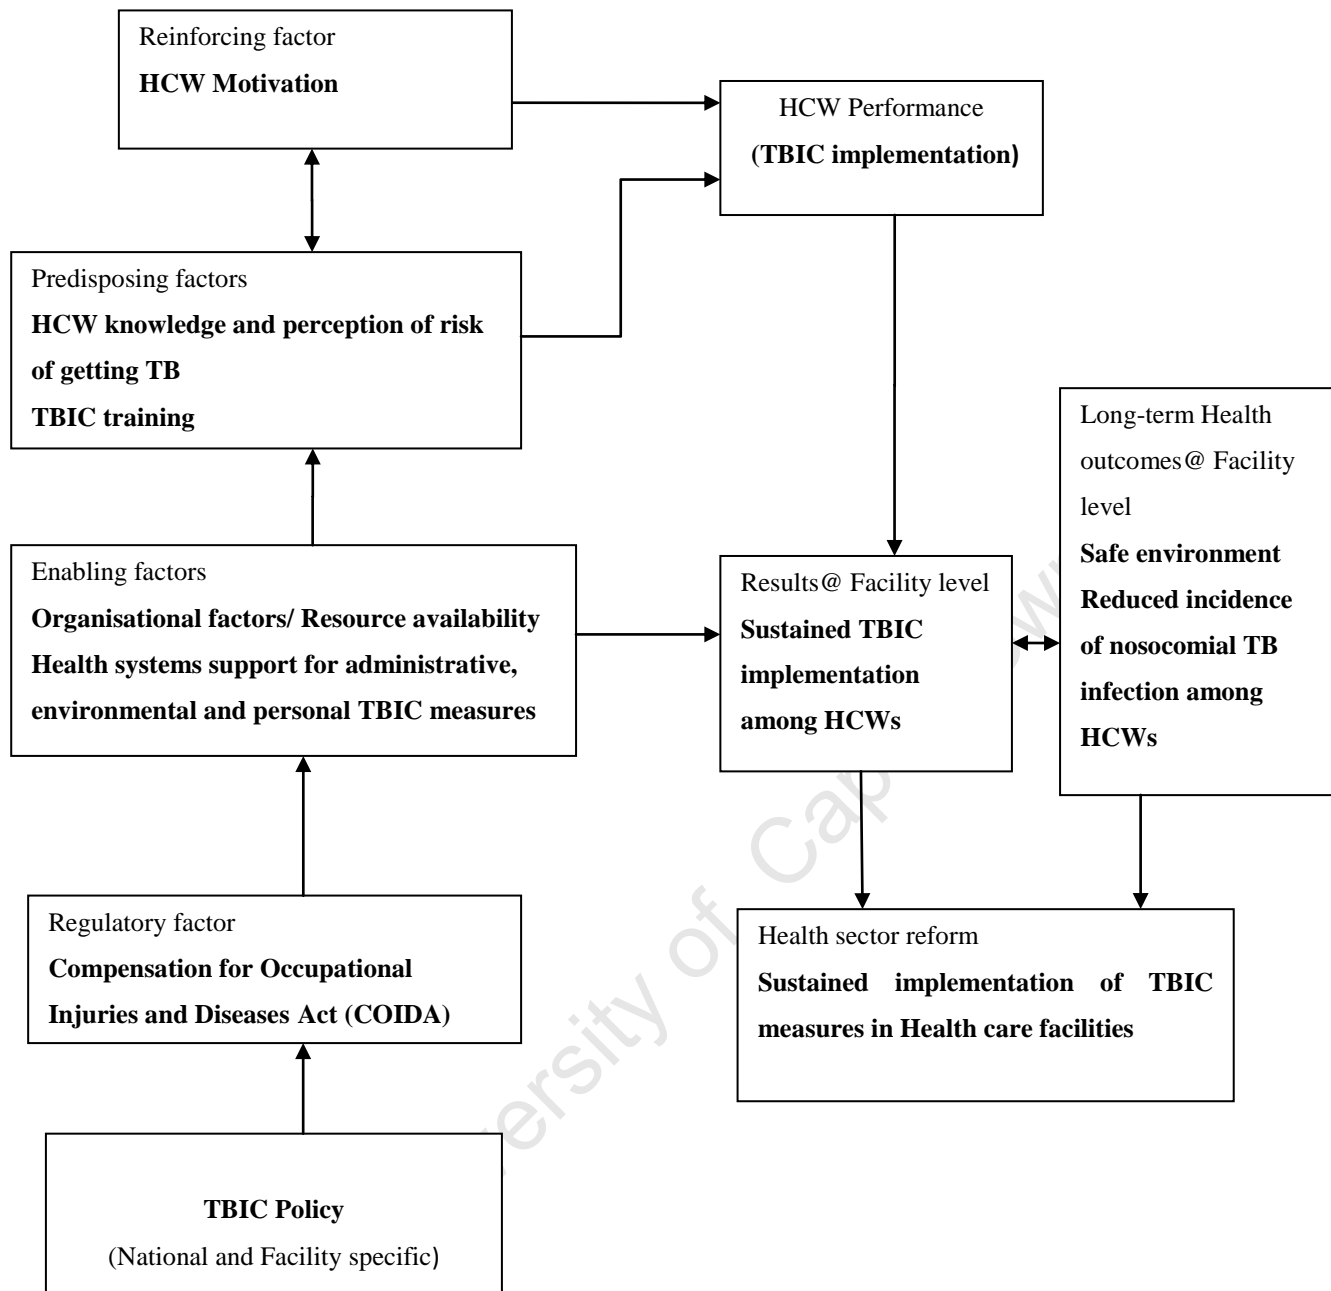 Reinforcing factor
HCW Motivation
HCW Performance
(TBIC implementation)
Predisposing factors
HCW knowledge and perception of risk
of getting TB
TBIC training
Long-term Health
outcomes@ Facility
level
Safe environment
Reduced incidence
of nosocomial TB
infection among
HCWs
Enabling factors
Organisational factors/ Resource availability
Health systems support for administrative,
environmental and personal TBIC measures
Results@ Facility level
Sustained TBIC
implementation
among HCWs
Regulatory factor
Compensation for Occupational
Injuries and Diseases Act (COIDA)
Health sector reform
Sustained implementation of TBIC
measures in Health care facilities
TBIC Policy
(National and Facility specific)